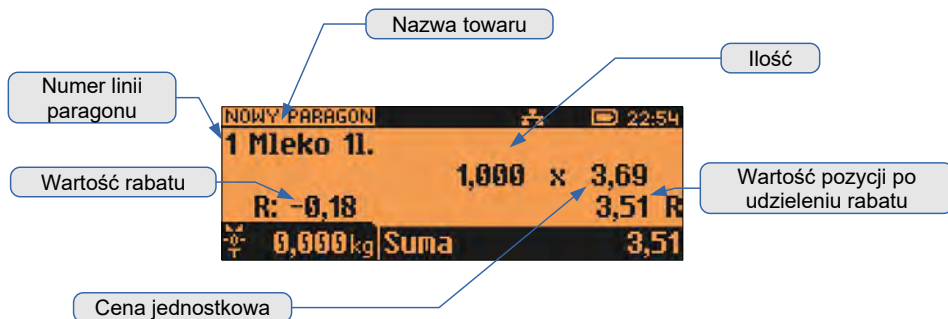 Nazwa towaru
Ilość
Numer linii
paragonu
NOWY PARAGON 22:54
1 Mleko 1l.
1,000 x 3,69
Wartość rabatu
Wartość pozycji po
udzieleniu rabatu
R: -0,18 3,51 R
0,000kg Suma 3,51
Cena jednostkowa